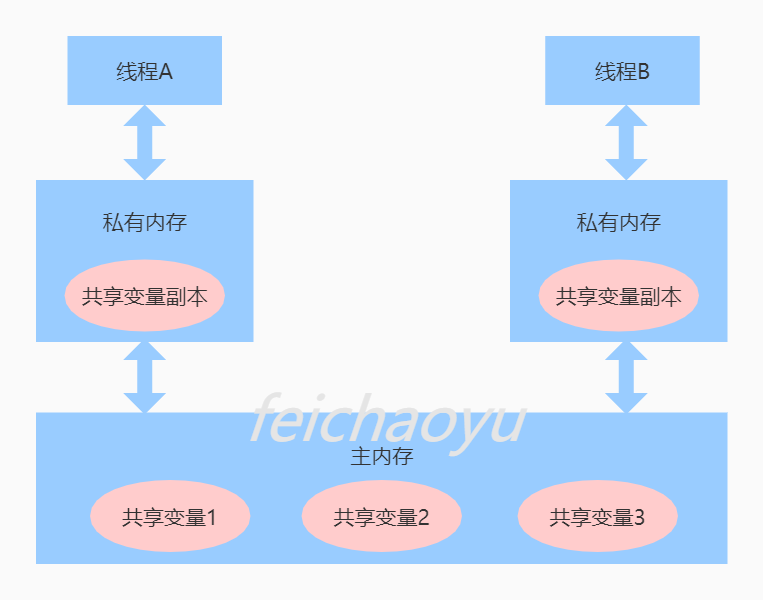 线程A
线程B
私有内存
私有内存
共享变量副本
共享变量副本
feichaoyu
主内存
共享变量1
共享变量2
共享变量3